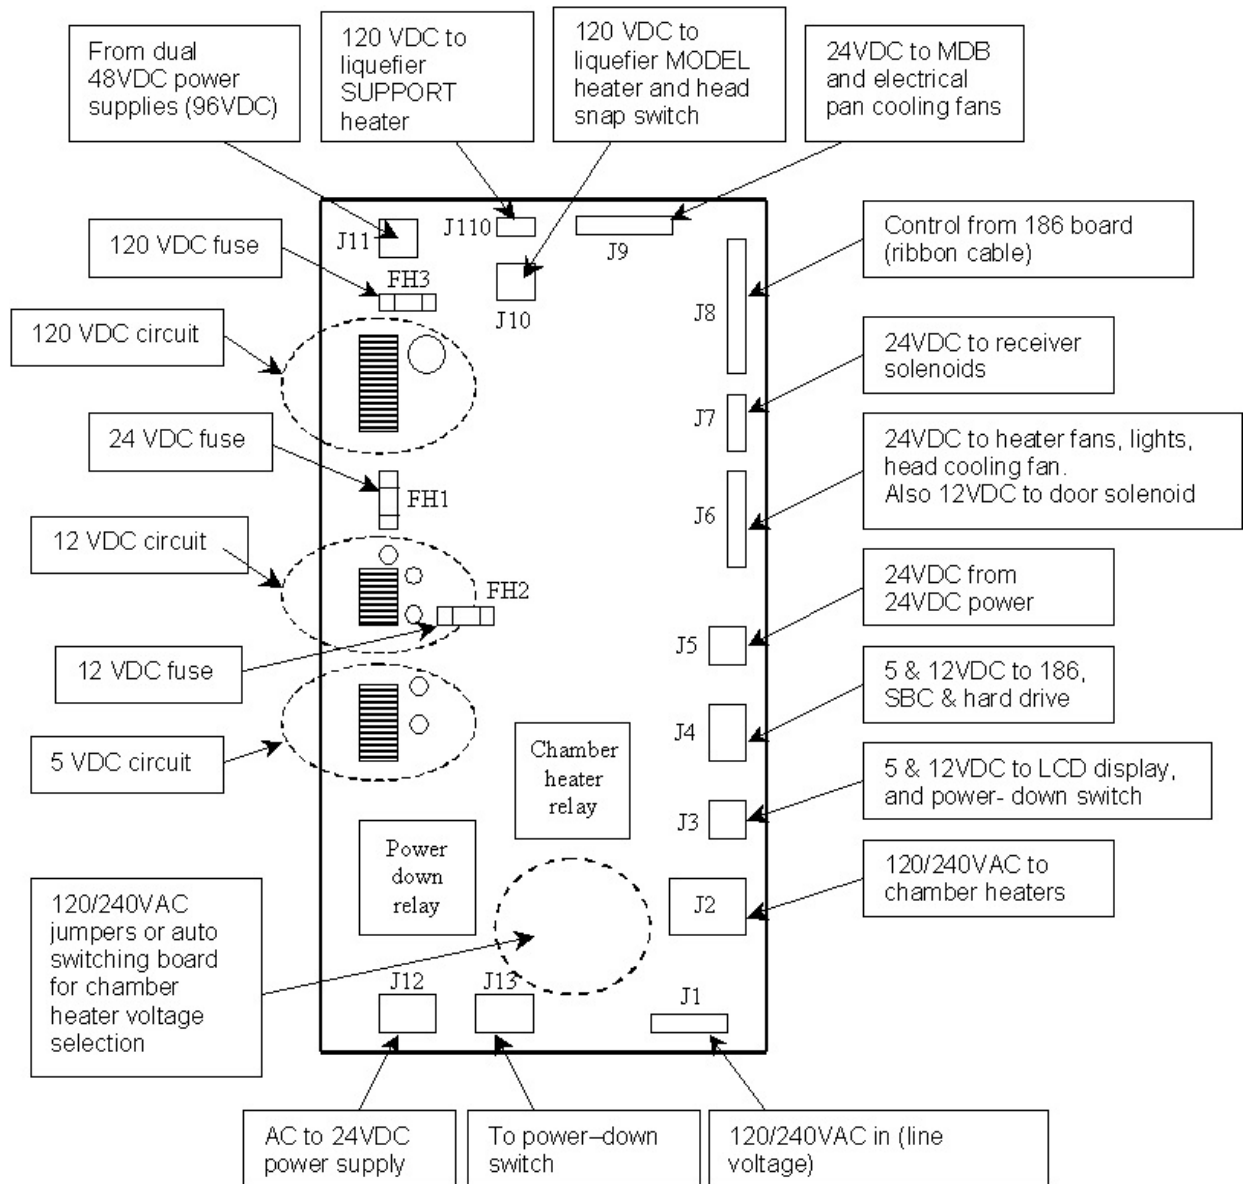 From dual
48VDC power
supplies (96VDC)
120 VDC to
liquefier
SUPPORT
heater
120 VDC to
liquefier MODEL
heater and head
snap switch
24VDC to MDB
and electrical
pan cooling fans
120 VDC fuse
120 VDC circuit
24 VDC fuse
12 VDC circuit
12 VDC fuse
5 VDC circuit
120/240VAC
jumpers or auto
switching board
for chamber
heater voltage
selection
J11
J110
J9
FH3
J10
J8
J7
FH1
J6
FH2
J5
J4
Chamber
heater
relay
J3
Power
down
relay
J2
J12
J13
J1
Control from 186 board
(ribbon cable)
24VDC to receiver
solenoids
24VDC to heater fans, lights,
head cooling fan.
Also 12VDC to door solenoid
24VDC from
24VDC power
5 & 12VDC to 186,
SBC & hard drive
5 & 12VDC to LCD display,
and power- down switch
120/240VAC to
chamber heaters
AC to 24VDC
power supply
To power–down
switch
120/240VAC in (line
voltage)